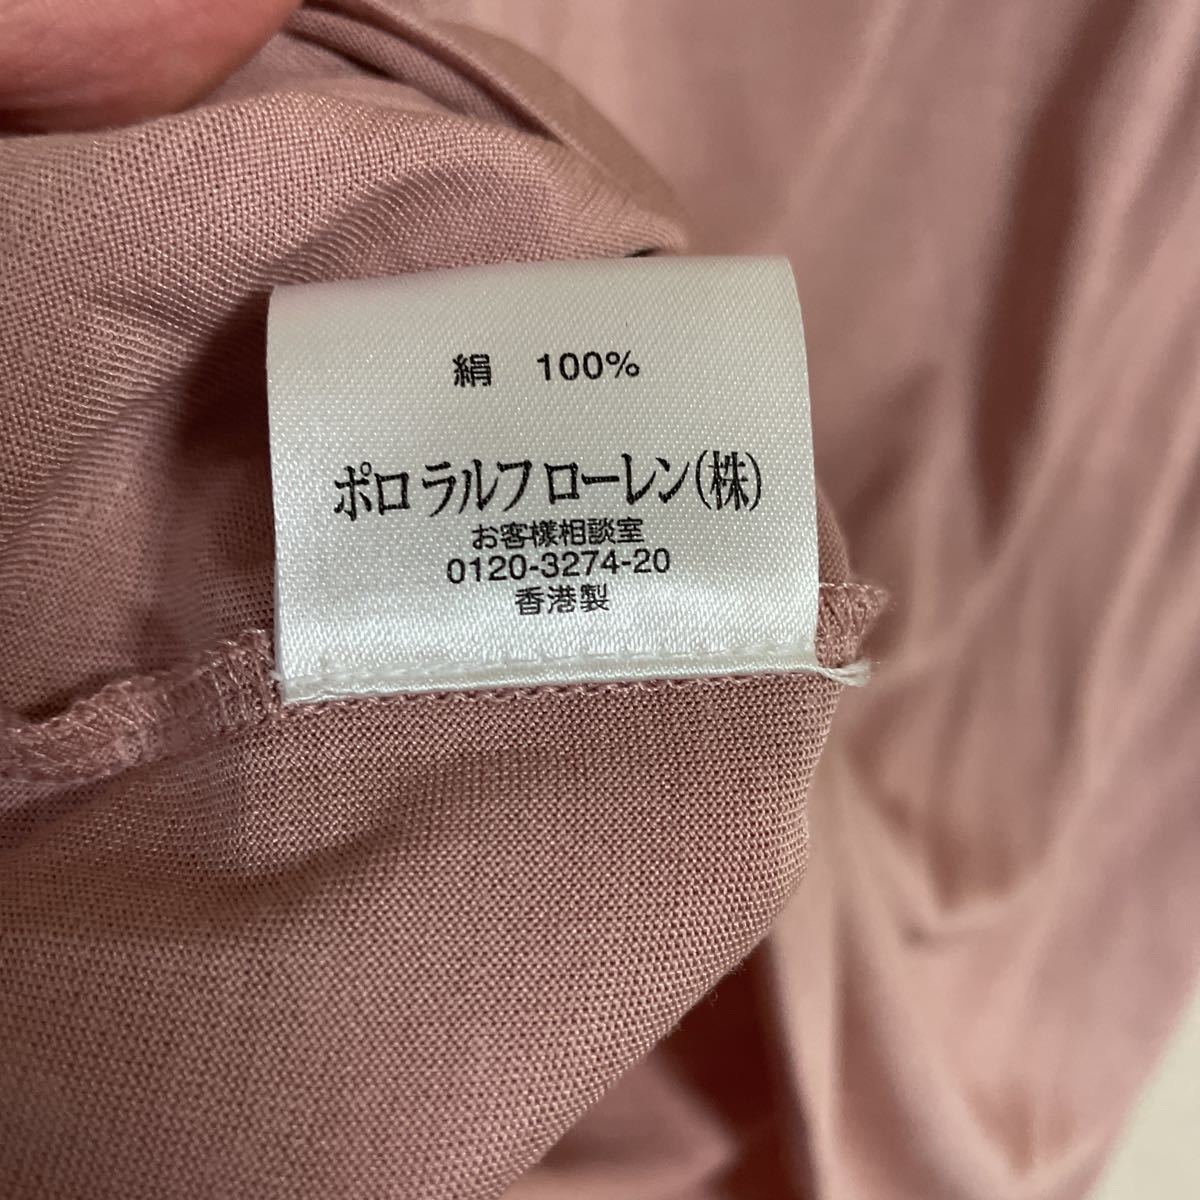 絹　100%
ポロ ラルフ ローレン(株)
お客様相談室
0120-3274-20
香港製